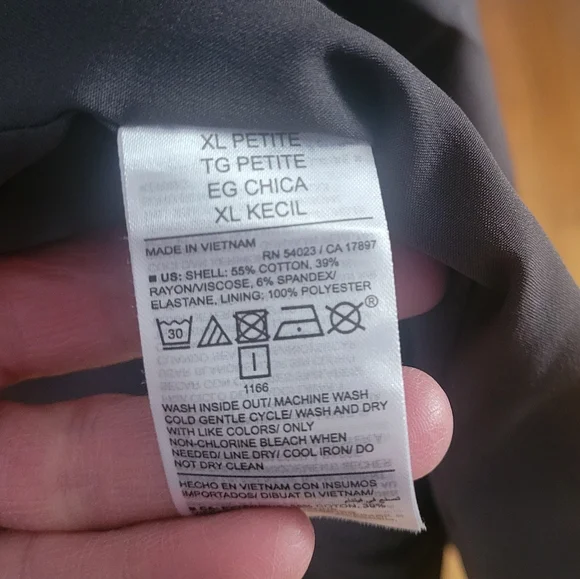 XL PETITE
TG PETITE
EG CHICA
XL KECIL
MADE IN VIETNAM
RN 54023 / CA 17897
■ US: SHELL: 55% COTTON, 39%
RAYON/VISCOSE, 6% SPANDEX/
ELASTANE, LINING: 100% POLYESTER
30
®
1166
WASH INSIDE OUT/ MACHINE WASH
COLD GENTLE CYCLE/ WASH AND DRY
WITH LIKE COLORS/ ONLY
NON-CHLORINE BLEACH WHEN
NEEDED/ LINE DRY/ COOL IRON/ DO
NOT DRY CLEAN
HECHO EN VIETNAM CON INSUMOS
IMPORTADOS/ DIBUAT DI VIETNAM/
COTTON, 39%